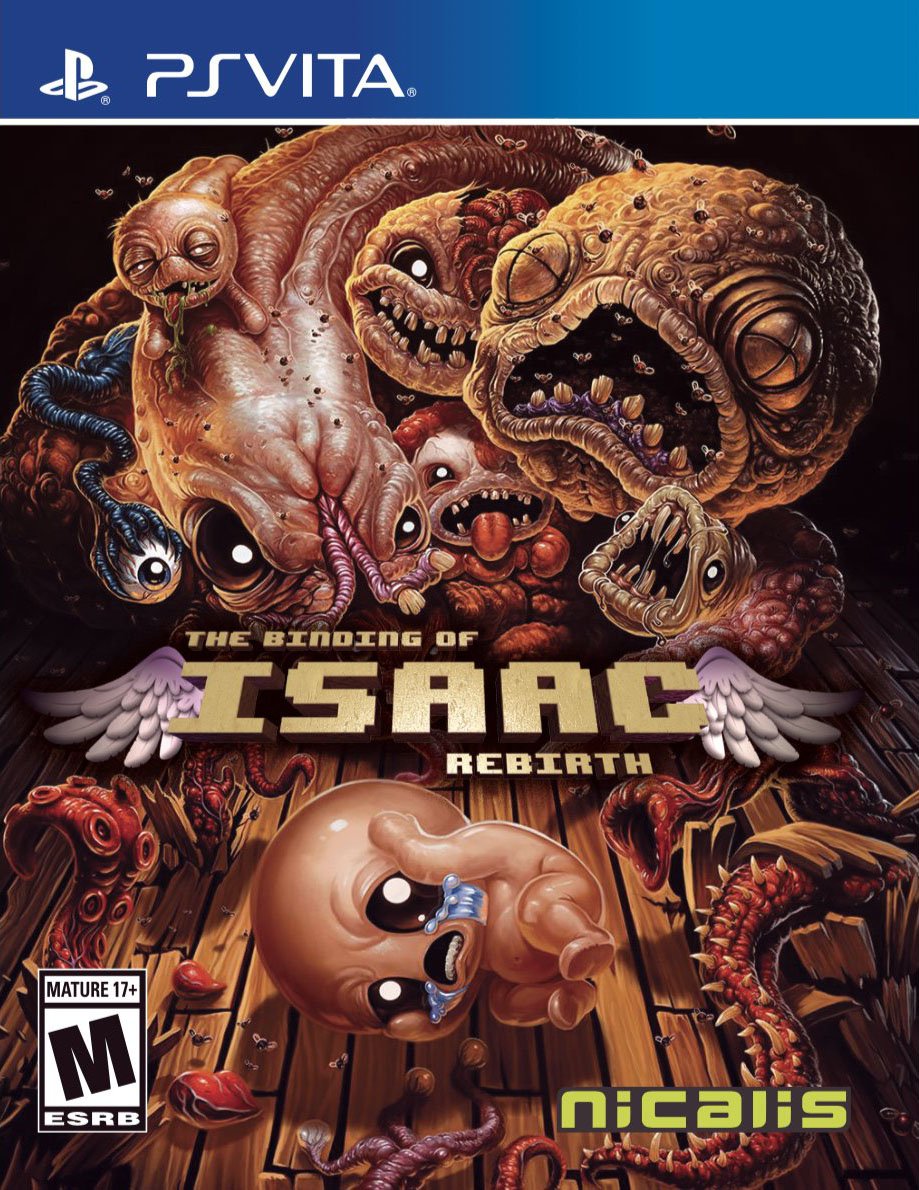 PSVITA
THE BINDING OF
ISAAC
REBIRTH
MATURE 17+
M
ESRB
nicalis